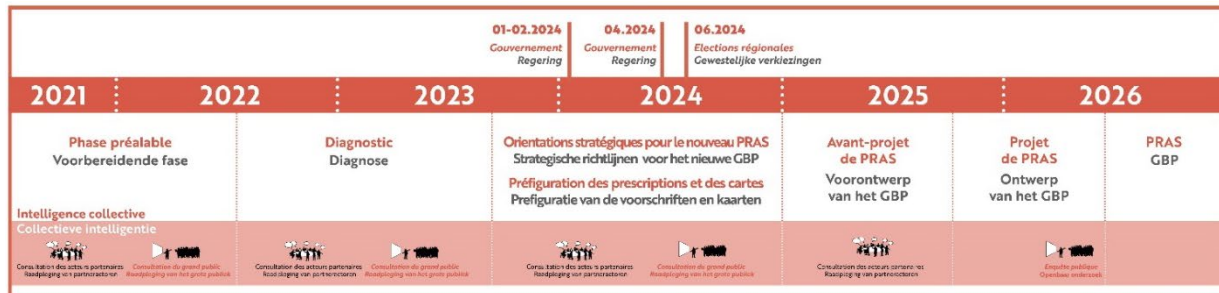 01-02.2024
Gouvernement
Regering
04.2024
Gouvernement
Regering
06.2024
Elections régionales
Gewestelijke verkiezingen
2021
2022
2023
2024
2025
2026
Phase préalable
Voorbereidende fase
Diagnostic
Diagnose
Orientations stratégiques pour le nouveau PRAS
Strategische richtlijnen voor het nieuwe GBP
Préfiguration des prescriptions et des cartes
Prefiguratie van de voorschriften en kaarten
Avant-projet
de PRAS
Voorontwerp
van het GBP
Projet
de PRAS
Ontwerp
van het GBP
PRAS
GBP
Intelligence collective
Collectieve intelligentie
Consultation des acteurs partenaires
Raadpleging van partneractoren
Consultation du grand public
Raadpleging van het grote publiek
Consultation des acteurs partenaires
Raadpleging van partneractoren
Consultation du grand public
Raadpleging van het grote publiek
Consultation des acteurs partenaires
Raadpleging van partneractoren
Consultation du grand public
Raadpleging van het grote publiek
Consultation des acteurs partenaires
Raadpleging van partneractoren
Enquête publique
Openbaar onderzoek